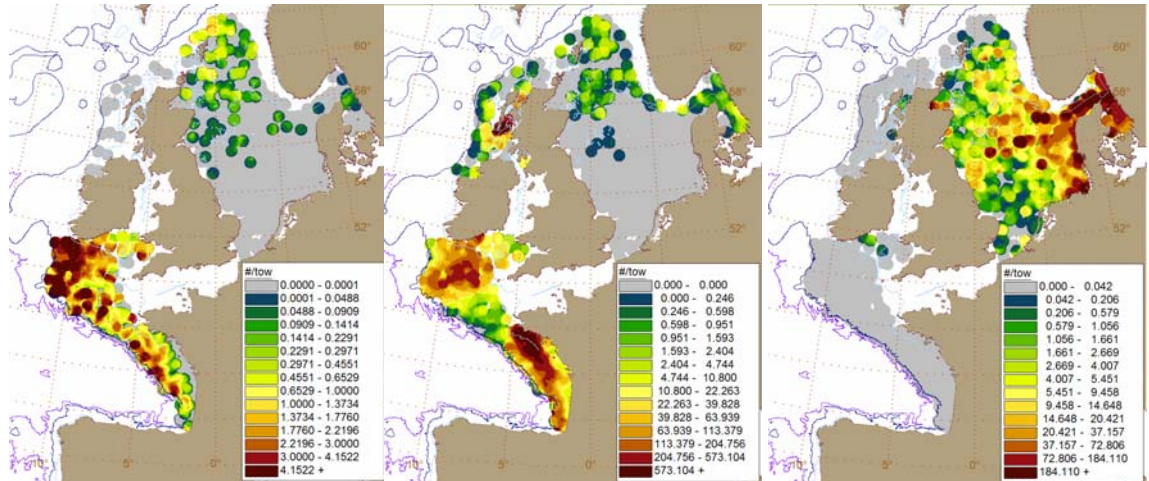 60°
58°
56°
54°
52°
10°
5°
0°
5°
#/tow
0.0000 - 0.0001
0.0001 - 0.0488
0.0488 - 0.0909
0.0909 - 0.1414
0.1414 - 0.2291
0.2291 - 0.2971
0.2971 - 0.4551
0.4551 - 0.6529
0.6529 - 1.0000
1.0000 - 1.3734
1.3734 - 1.7760
1.7760 - 2.2196
2.2196 - 3.0000
3.0000 - 4.1522
4.1522 +
60°
58°
56°
54°
52°
10°
5°
0°
5°
#/tow
0.000 - 0.000
0.000 - 0.246
0.246 - 0.598
0.598 - 0.951
0.951 - 1.593
1.593 - 2.404
2.404 - 4.744
4.744 - 10.800
10.800 - 22.263
22.263 - 39.828
39.828 - 63.939
63.939 - 113.379
113.379 - 204.756
204.756 - 573.104
573.104 +
60°
58°
56°
54°
52°
10°
5°
0°
5°
#/tow
0.000 - 0.042
0.042 - 0.206
0.206 - 0.579
0.579 - 1.056
1.056 - 1.661
1.661 - 2.669
2.669 - 4.007
4.007 - 5.451
5.451 - 9.458
9.458 - 14.648
14.648 - 20.421
20.421 - 37.157
37.157 - 72.806
72.806 - 184.110
184.110 +